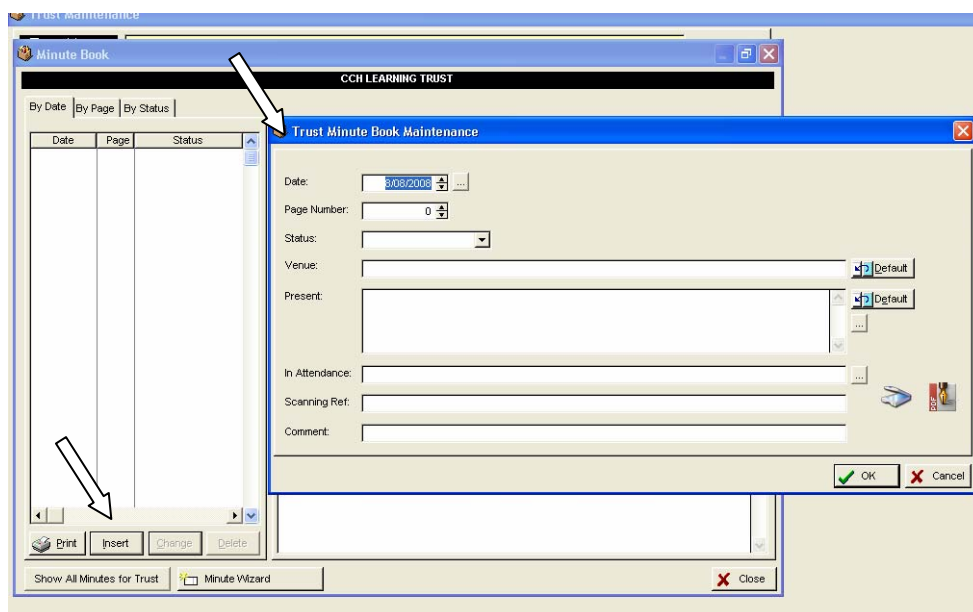 Trust Maintenance
Minute Book
CCH LEARNING TRUST
By Date By Page By Status
Date Page Status
Trust Minute Book Maintenance
Date: 8/08/2008 ...
Page Number: 0
Status:
Venue: Default
Present: Default
...
In Attendance: ...
Scanning Ref:
PDF
Comment:
OK Cancel
Print Insert Change Delete
Show All Minutes for Trust Minute Wizard Close